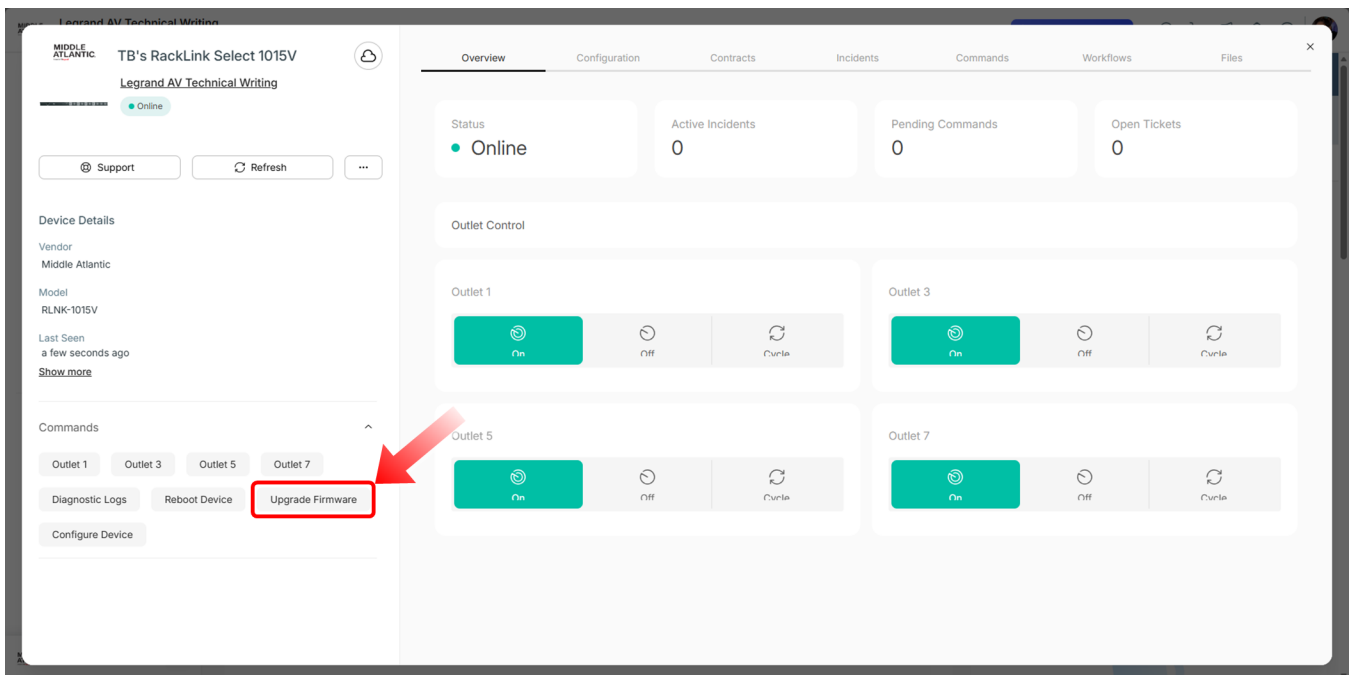 Legrand AV Technical Writing
MIDDLE
ATLANTIC
TB's RackLink Select 1015V
Legrand AV Technical Writing
Online
Support
Refresh
...
Device Details
Vendor
Middle Atlantic
Model
RLNK-1015V
Last Seen
a few seconds ago
Show more
Commands
Outlet 1 Outlet 3 Outlet 5 Outlet 7
Diagnostic Logs Reboot Device Upgrade Firmware
Configure Device
Overview Configuration Contracts Incidents Commands Workflows Files
Status Active Incidents Pending Commands Open Tickets
Online 0 0 0
Outlet Control
Outlet 1 Outlet 3
On Off Cycle On Off Cycle
Outlet 5 Outlet 7
On Off Cycle On Off Cycle